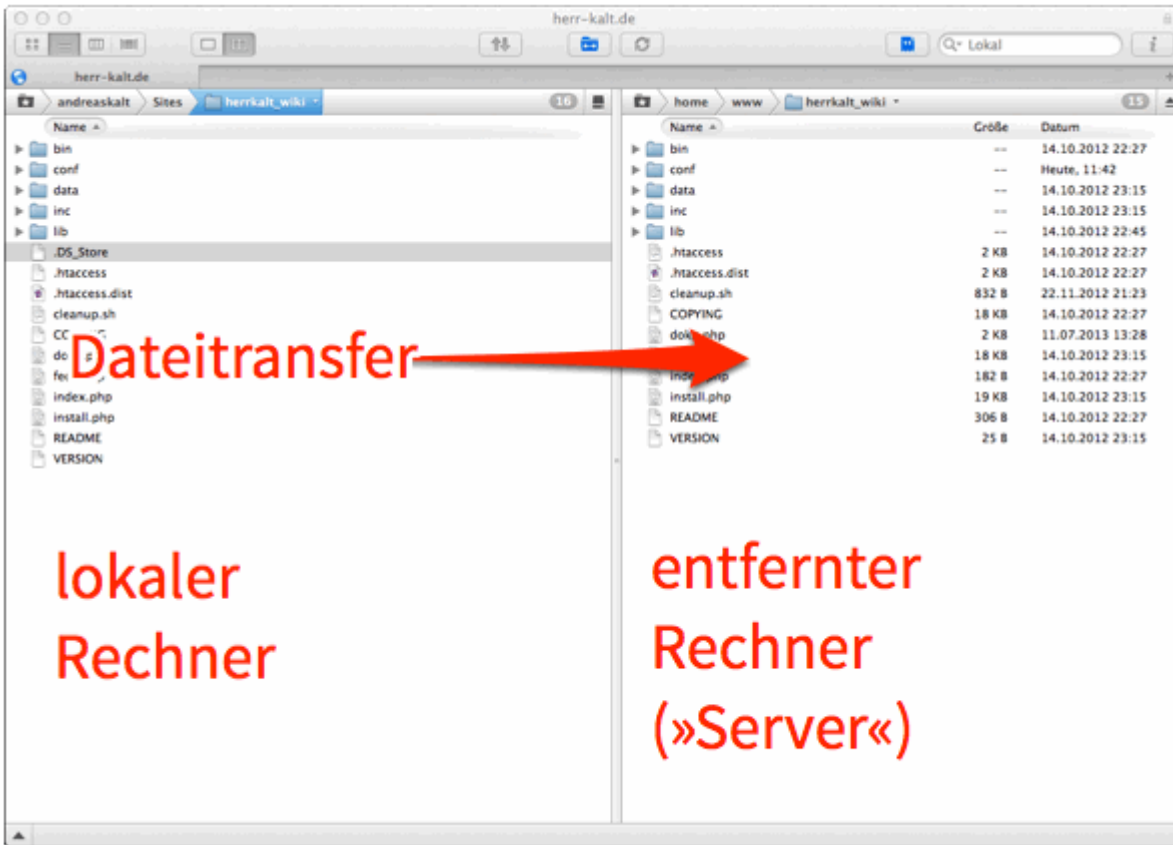 herr-kalt.de
Lokal
herr-kalt.de
andreaskalt Sites herrkalt_wiki 16
home www herrkalt_wiki 15
Name
Name Größe Datum
bin
conf
data
inc
lib
.DS_Store
.htaccess
.htaccess.dist
cleanup.sh
index.php
install.php
README
VERSION
bin -- 14.10.2012 22:27
conf -- Heute, 11:42
data -- 14.10.2012 23:15
inc -- 14.10.2012 23:15
lib -- 14.10.2012 22:45
.htaccess 2 KB 14.10.2012 22:27
.htaccess.dist 2 KB 14.10.2012 22:27
cleanup.sh 832 B 22.11.2012 21:23
COPYING 18 KB 14.10.2012 22:27
2 KB 11.07.2013 13:28
18 KB 14.10.2012 23:15
index.php 182 B 14.10.2012 22:27
install.php 19 KB 14.10.2012 23:15
README 306 B 14.10.2012 22:27
VERSION 25 B 14.10.2012 23:15
Dateitransfer
lokaler
Rechner
entfernter
Rechner
(»Server«)